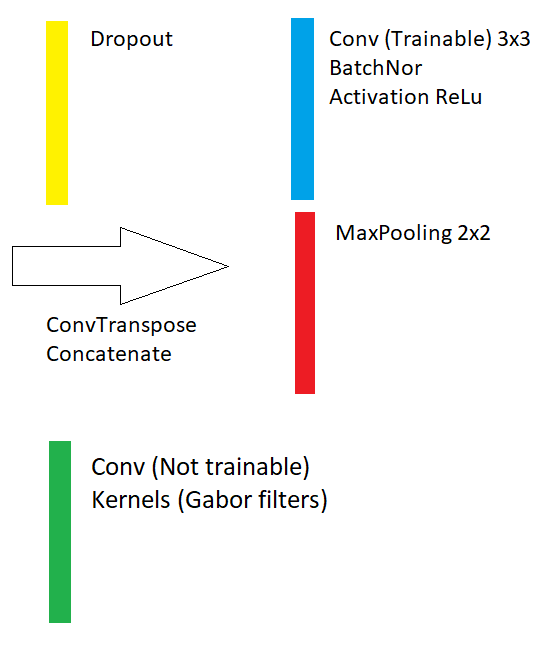 Dropout
Conv (Trainable) 3x3
BatchNor
Activation ReLu
MaxPooling 2x2
ConvTranspose
Concatenate
Conv (Not trainable)
Kernels (Gabor filters)